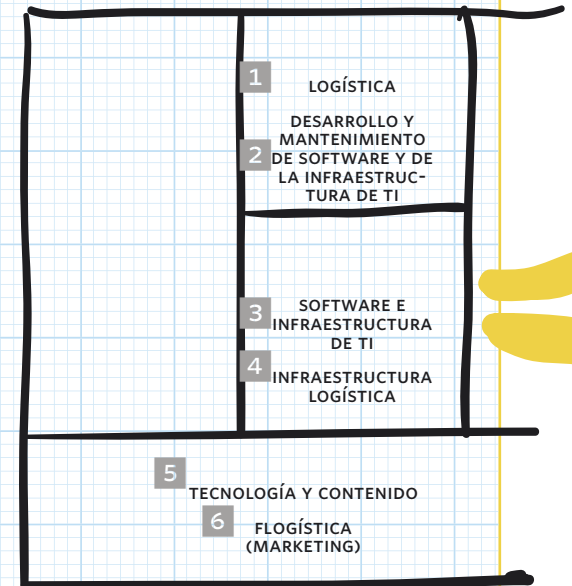 1
LOGÍSTICA
DESARROLLO Y
MANTENIMIENTO
2 DE SOFTWARE Y DE
LA INFRAESTRUC-
TURA DE TI
3 SOFTWARE E
INFRAESTRUCTURA
DE TI
4
INFRAESTRUCTURA
LOGÍSTICA
5
TECNOLOGÍA Y CONTENIDO
6 FLOGÍSTICA
(MARKETING)